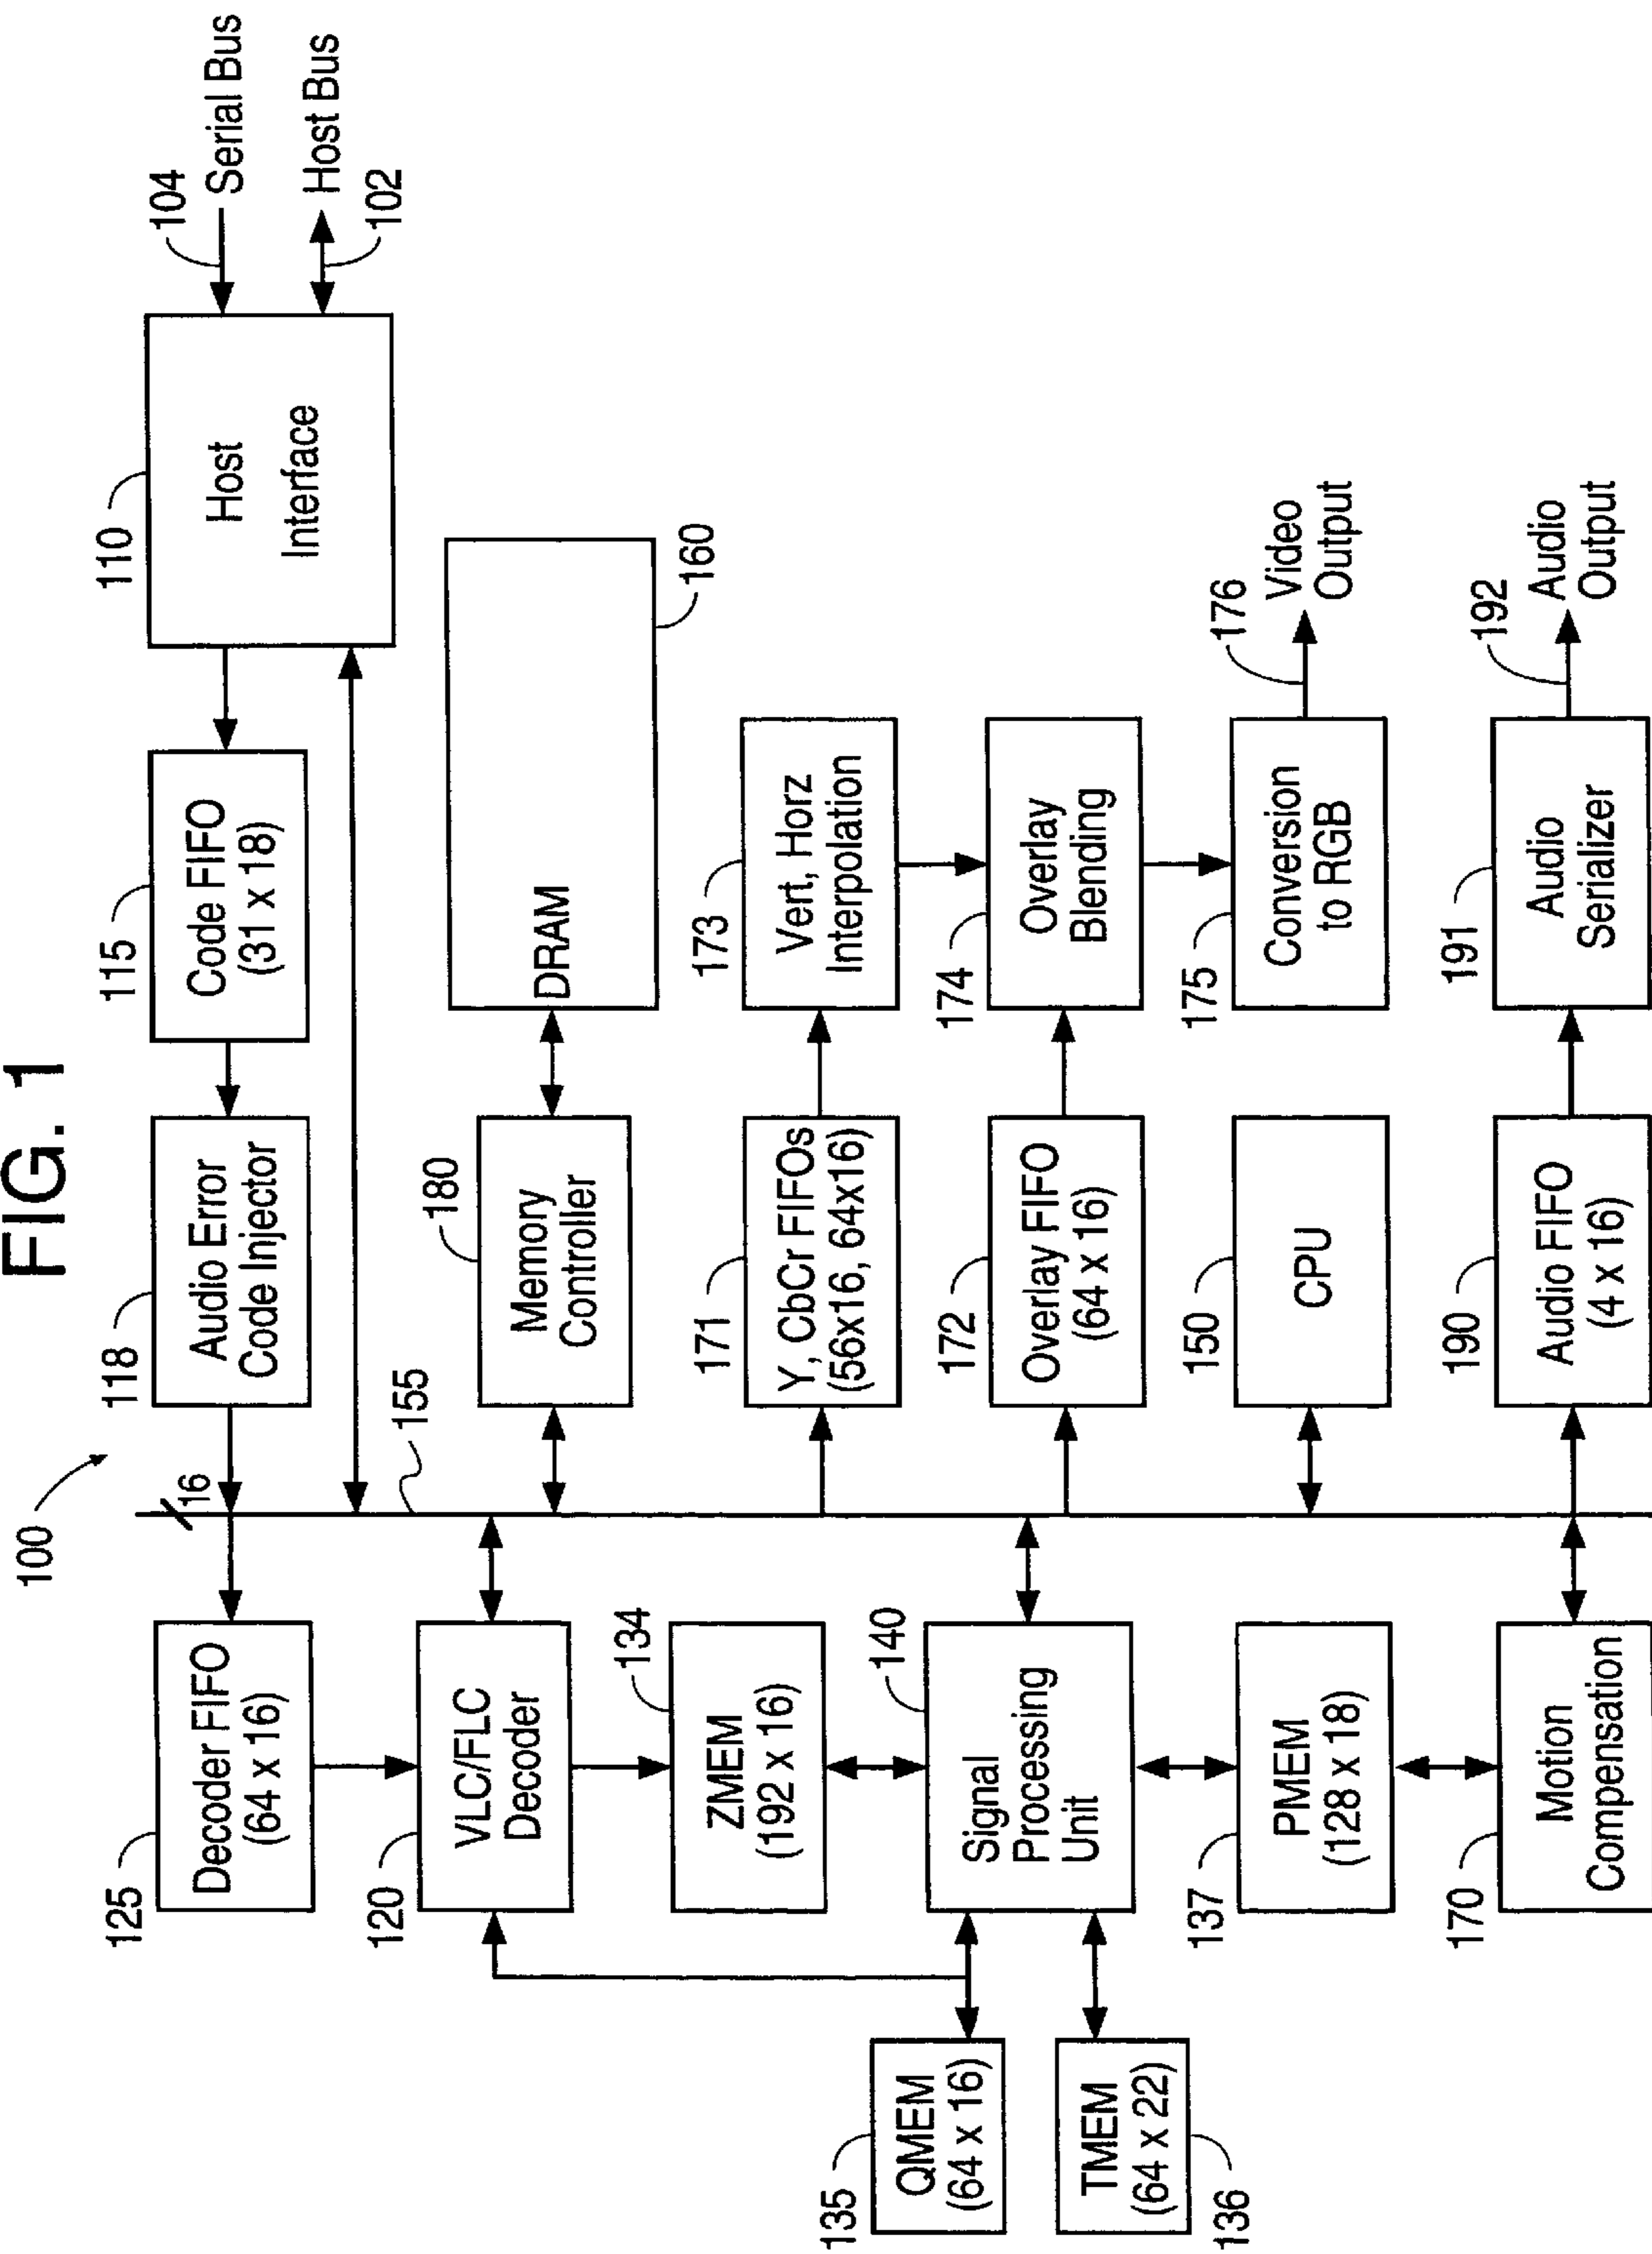 FIG. 1
100
16
155
104
Serial Bus
Host Bus
102
110
Host
Interface
115
Code FIFO
(31 x 18)
118
Audio Error
Code Injector
125
Decoder FIFO
(64 x 16)
120
VLC/FLC
Decoder
180
Memory
Controller
DRAM
160
134
ZMEM
(192 x 16)
171
Y, CbCr FIFOs
(56x16, 64x16)
173
Vert, Horz
Interpolation
135
QMEM
(64 x 16)
140
Signal
Processing
Unit
172
Overlay FIFO
(64 x 16)
174
Overlay
Blending
TMEM
(64 x 22)
136
137
PMEM
(128 x 18)
150
CPU
175
Conversion
to RGB
176
Video
Output
170
Motion
Compensation
190
Audio FIFO
(4 x 16)
191
Audio
Serializer
192
Audio
Output